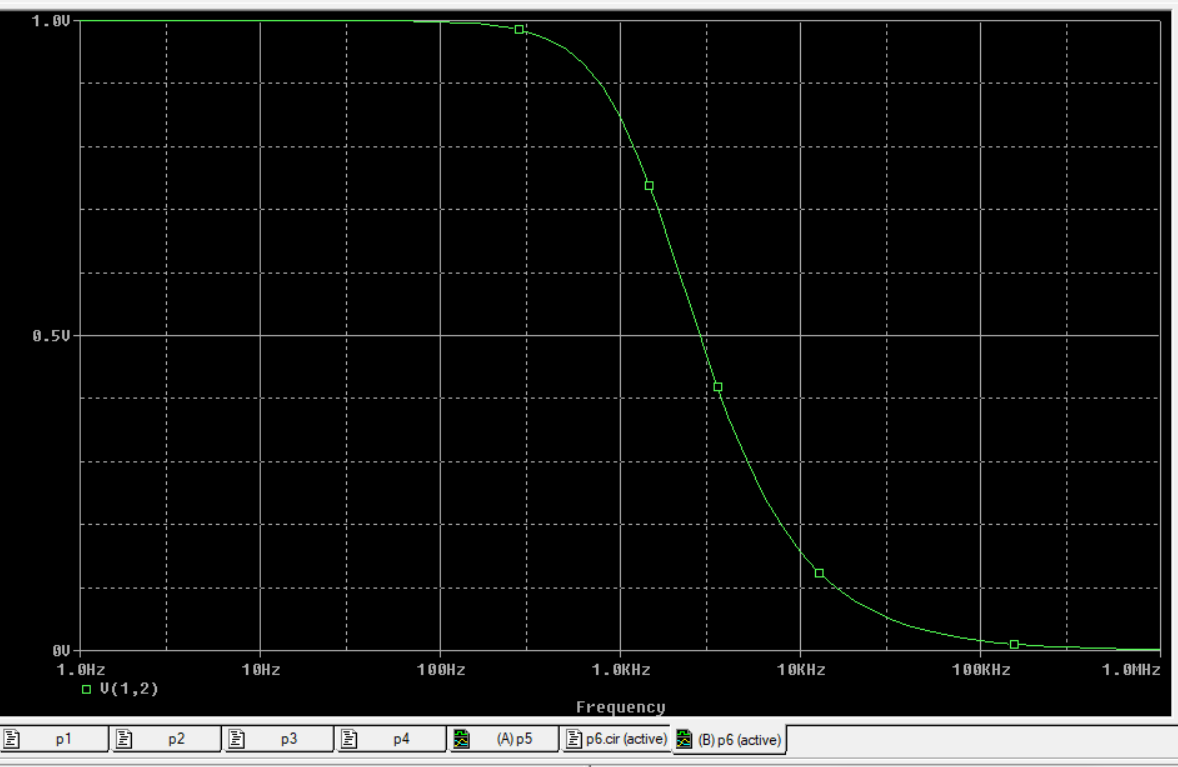 1.0V
0.5V
0V
1.0Hz 10Hz 100Hz 1.0KHz 10KHz 100KHz 1.0MHz
V(1,2)
Frequency
p1 p2 p3 p4 (A) p5 p6.cir (active) (B) p6 (active)